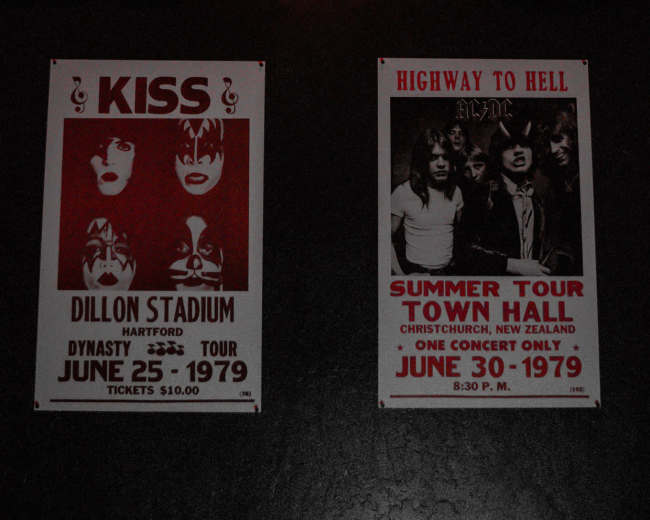 KISS
DILLON STADIUM
HARTFORD
DYNASTY TOUR
JUNE 25 - 1979
TICKETS $10.00
HIGHWAY TO HELL
AC/DC
SUMMER TOUR
TOWN HALL
CHRISTCHURCH, NEW ZEALAND
★ ONE CONCERT ONLY ★
JUNE 30 - 1979
8:30 P. M.